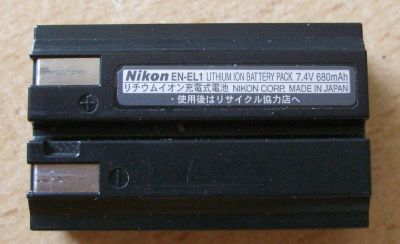 Nikon EN-EL1 LITHIUM ION BATTERY PACK 7.4V 680mAh
リチウムイオン充電式電池 NIKON CORP. MADE IN JAPAN
・使用後はリサイクル協力店へ
+
−